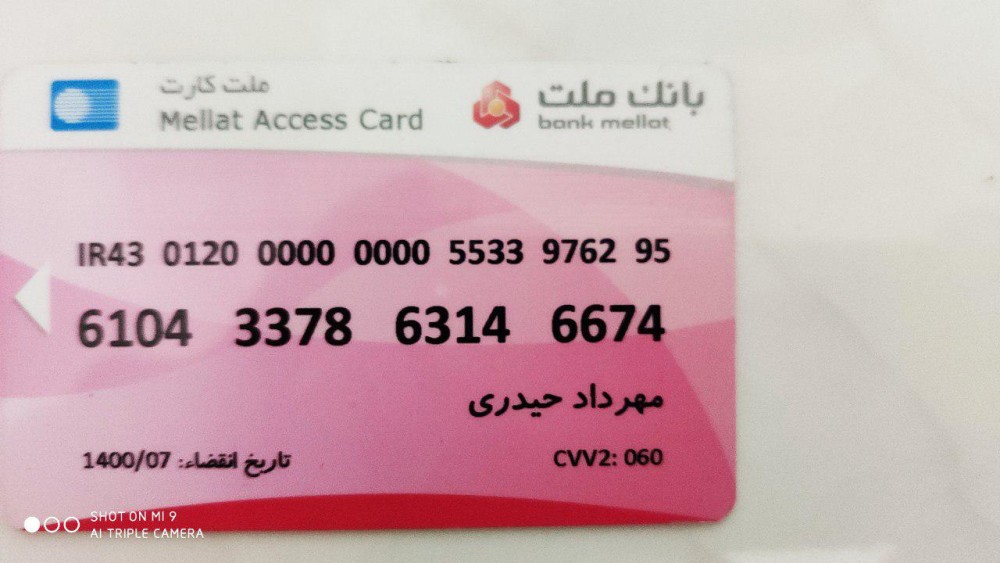 ملت کارت
Mellat Access Card
بانك ملت
bank mellat
IR43 0120 0000 0000 5533 9762 95
6104 3378 6314 6674
مهرداد حیدری
تاریخ انقضاء: 1400/07
CVV2: 060
SHOT ON MI 9
AI TRIPLE CAMERA